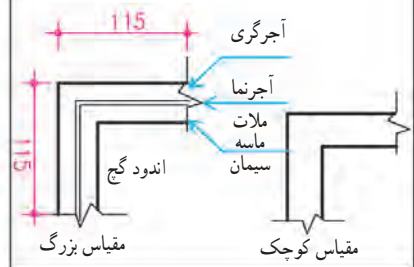 115
آجرگری
آجرنما
ملات
ماسه
سیمان
115
اندود گچ
مقیاس بزرگ
مقیاس کوچک